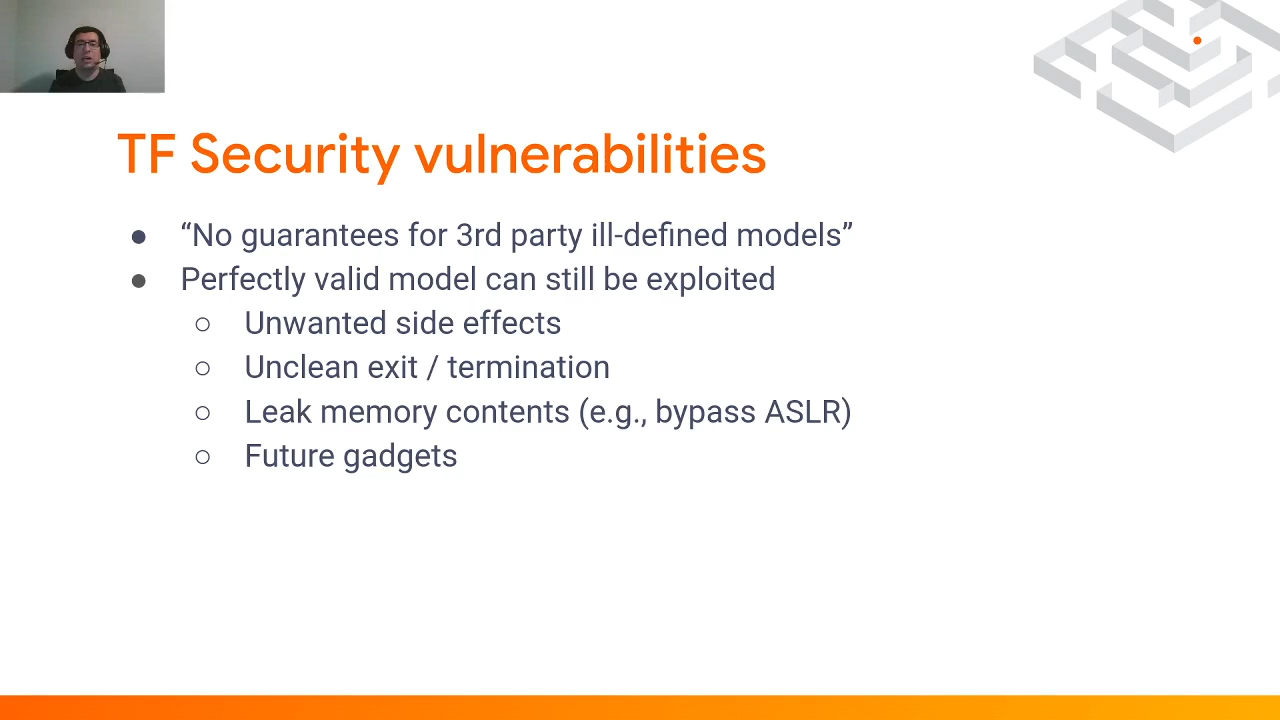 TF Security vulnerabilities
● “No guarantees for 3rd party ill-defined models”
● Perfectly valid model can still be exploited
○ Unwanted side effects
○ Unclean exit / termination
○ Leak memory contents (e.g., bypass ASLR)
○ Future gadgets